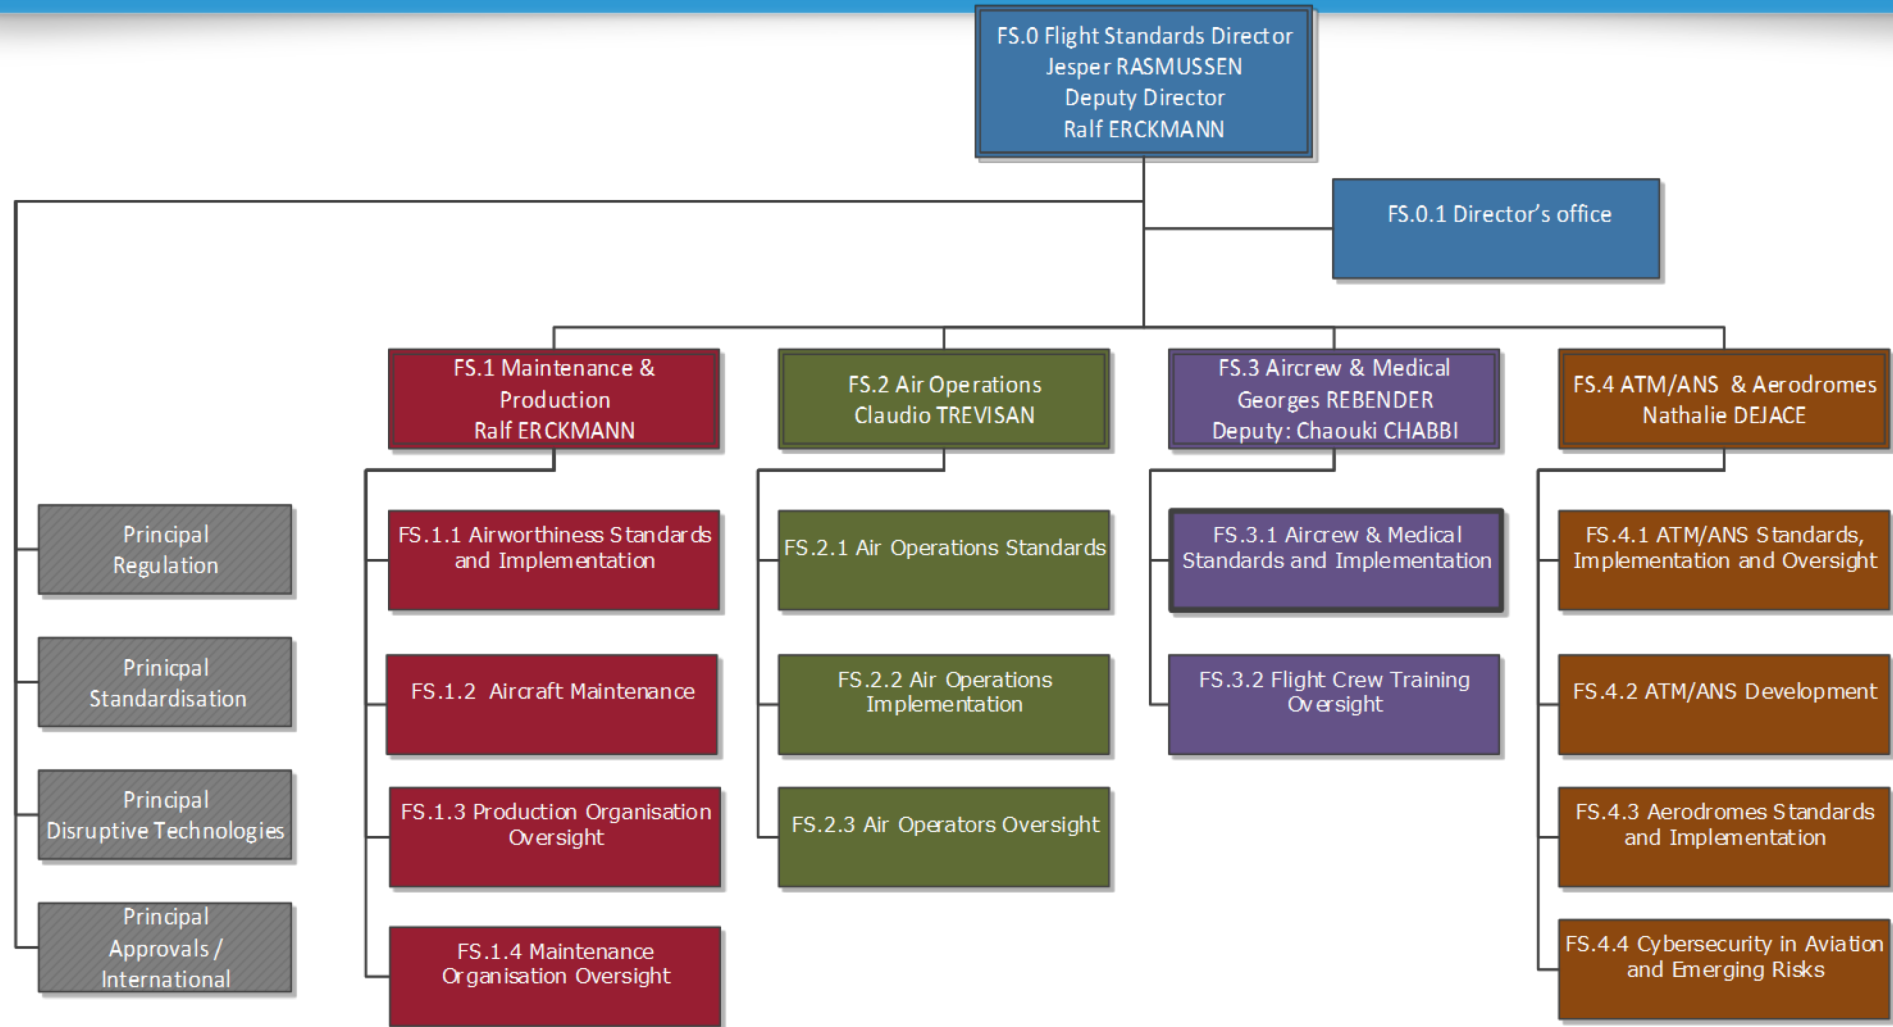 FS.0 Flight Standards Director
Jesper RASMUSSEN
Deputy Director
Ralf ERCKMANN
FS.0.1 Director’s office
FS.1 Maintenance &
Production
Ralf ERCKMANN
FS.2 Air Operations
Claudio TREVISAN
FS.3 Aircrew & Medical
Georges REBENDER
Deputy: Chaouki CHABBI
FS.4 ATM/ANS & Aerodromes
Nathalie DEJACE
Principal
Regulation
Prinicpal
Standardisation
Principal
Disruptive Technologies
Principal
Approvals /
International
FS.1.1 Airworthiness Standards
and Implementation
FS.1.2 Aircraft Maintenance
FS.1.3 Production Organisation
Oversight
FS.1.4 Maintenance
Organisation Oversight
FS.2.1 Air Operations Standards
FS.2.2 Air Operations
Implementation
FS.2.3 Air Operators Oversight
FS.3.1 Aircrew & Medical
Standards and Implementation
FS.3.2 Flight Crew Training
Oversight
FS.4.1 ATM/ANS Standards,
Implementation and Oversight
FS.4.2 ATM/ANS Development
FS.4.3 Aerodromes Standards
and Implementation
FS.4.4 Cybersecurity in Aviation
and Emerging Risks